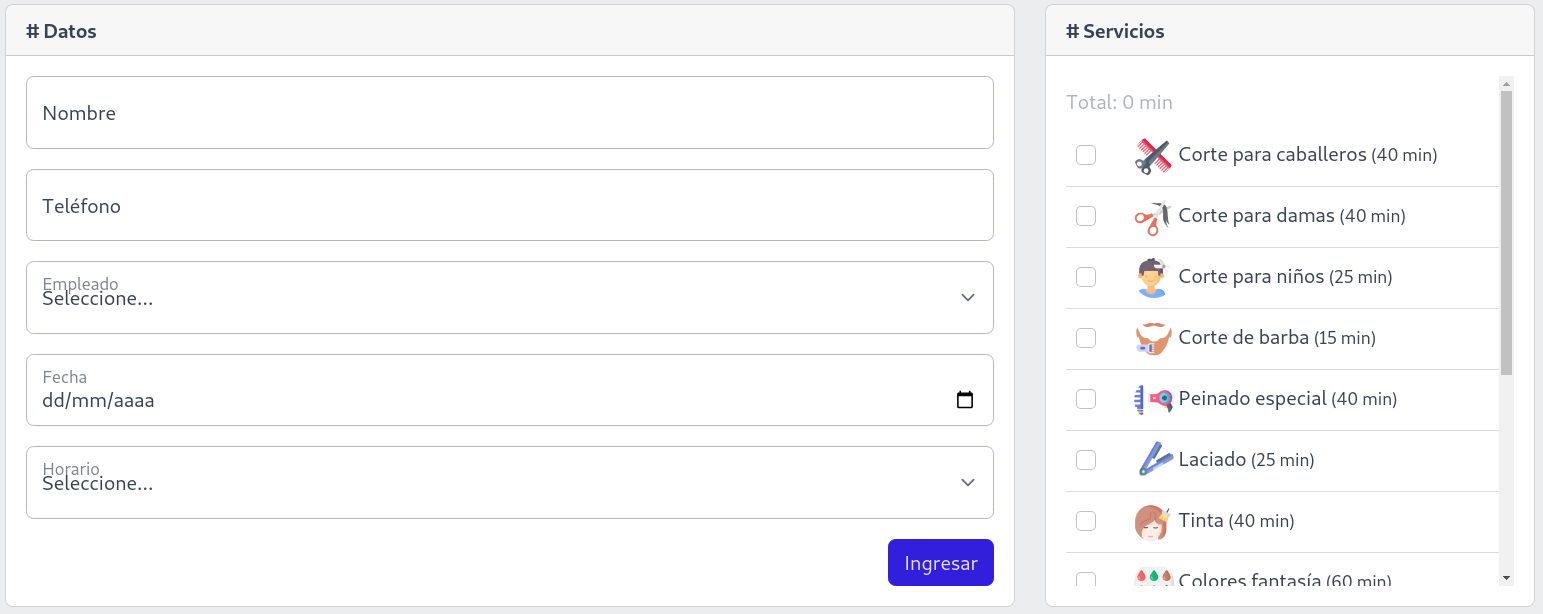 # Datos
Nombre
Teléfono
Empleado
Seleccione...
Fecha
dd/mm/aaaa
Horario
Seleccione...
Ingresar
# Servicios
Total: 0 min
Corte para caballeros (40 min)
Corte para damas (40 min)
Corte para niños (25 min)
Corte de barba (15 min)
Peinado especial (40 min)
Laciado (25 min)
Tinta (40 min)
Colores fantasía (60 min)